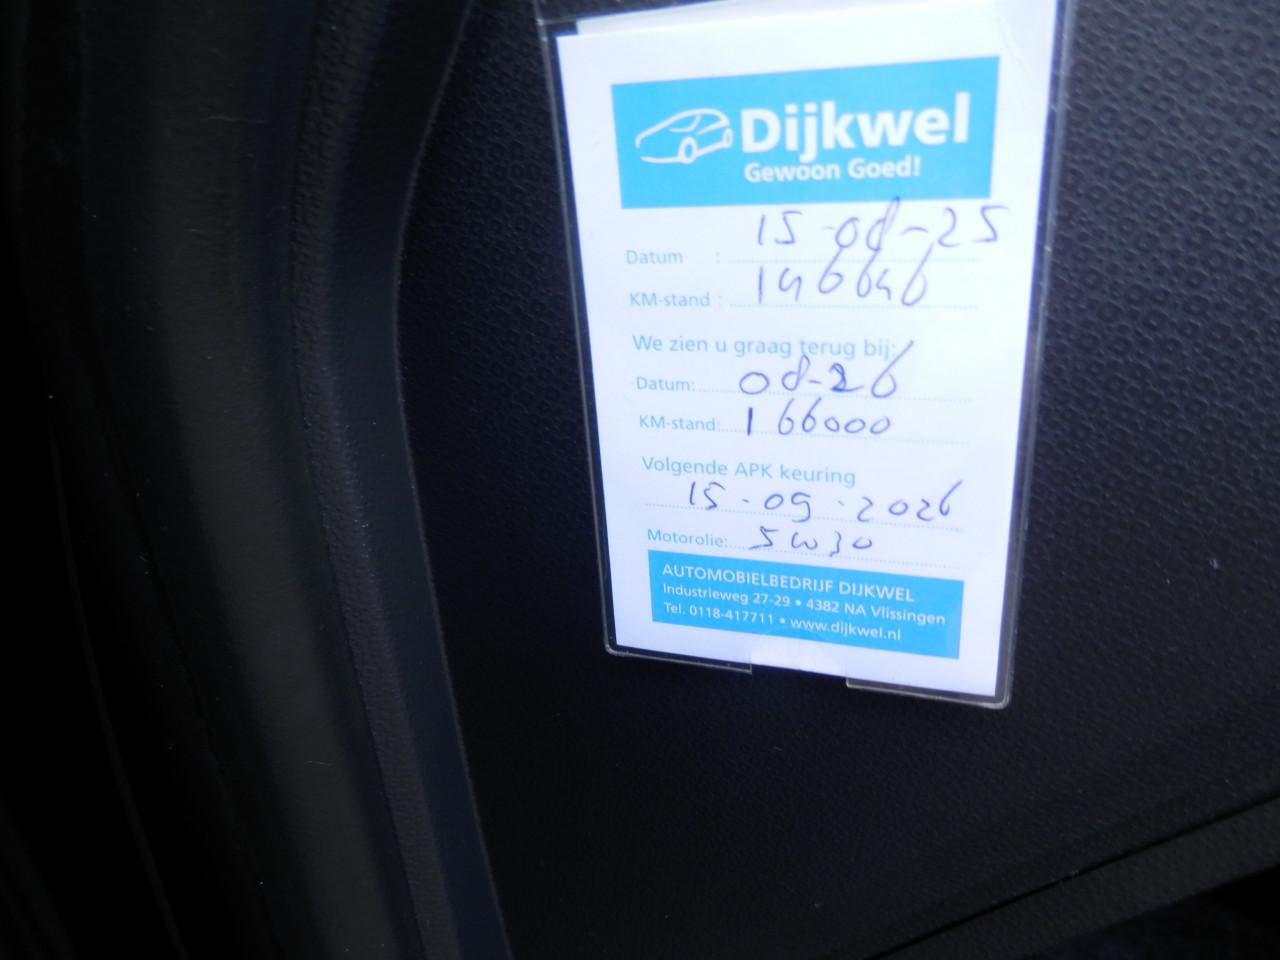 Dijkwel
Gewoon Goed!
Datum : 15-08-25
KM-stand : 146646
We zien u graag terug bij:
Datum: 08-26
KM-stand: 166000
Volgende APK keuring
15-09-2026
Motorolie: 5W30
AUTOMOBIELBEDRIJF DIJKWEL
Industrieweg 27-29 • 4382 NA Vlissingen
Tel. 0118-417711 • www.dijkwel.nl